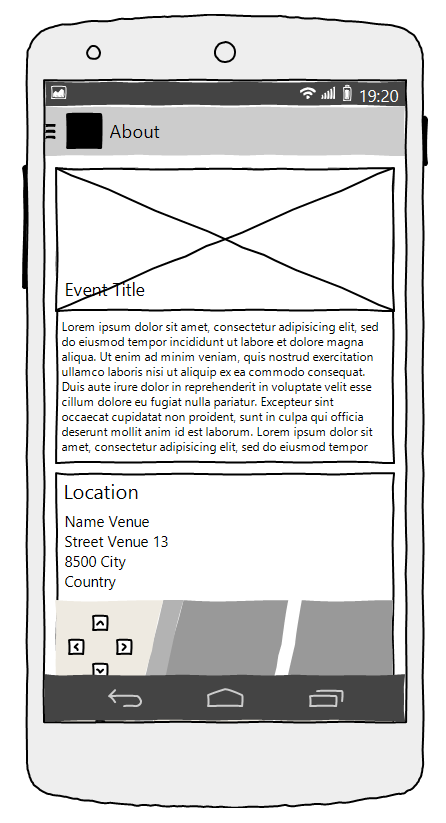 19:20
About
Event Title
Lorem ipsum dolor sit amet, consectetur adipisicing elit, sed
do eiusmod tempor incididunt ut labore et dolore magna
aliqua. Ut enim ad minim veniam, quis nostrud exercitation
ullamco laboris nisi ut aliquip ex ea commodo consequat.
Duis aute irure dolor in reprehenderit in voluptate velit esse
cillum dolore eu fugiat nulla pariatur. Excepteur sint
occaecat cupidatat non proident, sunt in culpa qui officia
deserunt mollit anim id est laborum. Lorem ipsum dolor sit
amet, consectetur adipisicing elit, sed do eiusmod tempor
Location
Name Venue
Street Venue 13
8500 City
Country